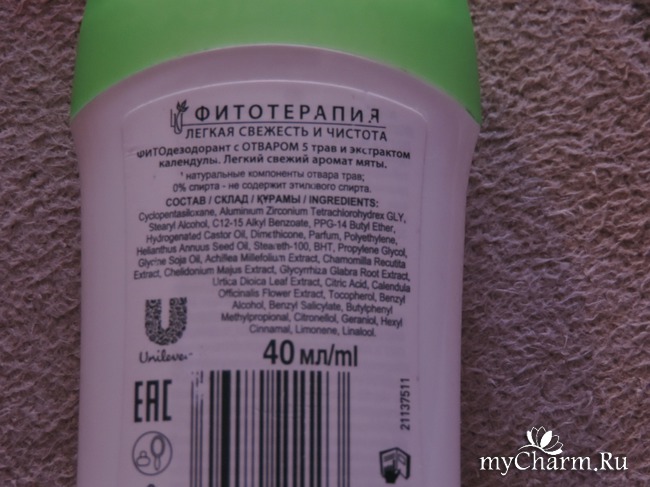 ФИТОТЕРАПИЯ
ЛЕГКАЯ СВЕЖЕСТЬ И ЧИСТОТА
ФИТОдезодорант с ОТВАРОМ 5 трав и экстрактом
календулы. Легкий свежий аромат мяты.
натуральные компоненты отвара трав;
0% спирта - не содержит этилового спирта.
СОСТАВ / СКЛАД / ҚҰРАМЫ / INGREDIENTS:
Cyclopentasiloxane, Aluminium Zirconium Tetrachlorohydrex GLY,
Stearyl Alcohol, C12-15 Alkyl Benzoate, PPG-14 Butyl Ether,
Hydrogenated Castor Oil, Dimethicone, Parfum, Polyethylene,
Helianthus Annuus Seed Oil, Steareth-100, BHT, Propylene Glycol,
Glycine Soja Oil, Achillea Millefolium Extract, Chamomilla Recutita
Extract, Chelidonium Majus Extract, Glycyrrhiza Glabra Root Extract,
Urtica Dioica Leaf Extract, Citric Acid, Calendula
Officinalis Flower Extract, Tocopherol, Benzyl
Alcohol, Benzyl Salicylate, Butylphenyl
Methylpropional, Citronellol, Geraniol, Hexyl
Cinnamal, Limonene, Linalool.
Unilever
40 мл/ml
EAC
21137511
myCharm.Ru